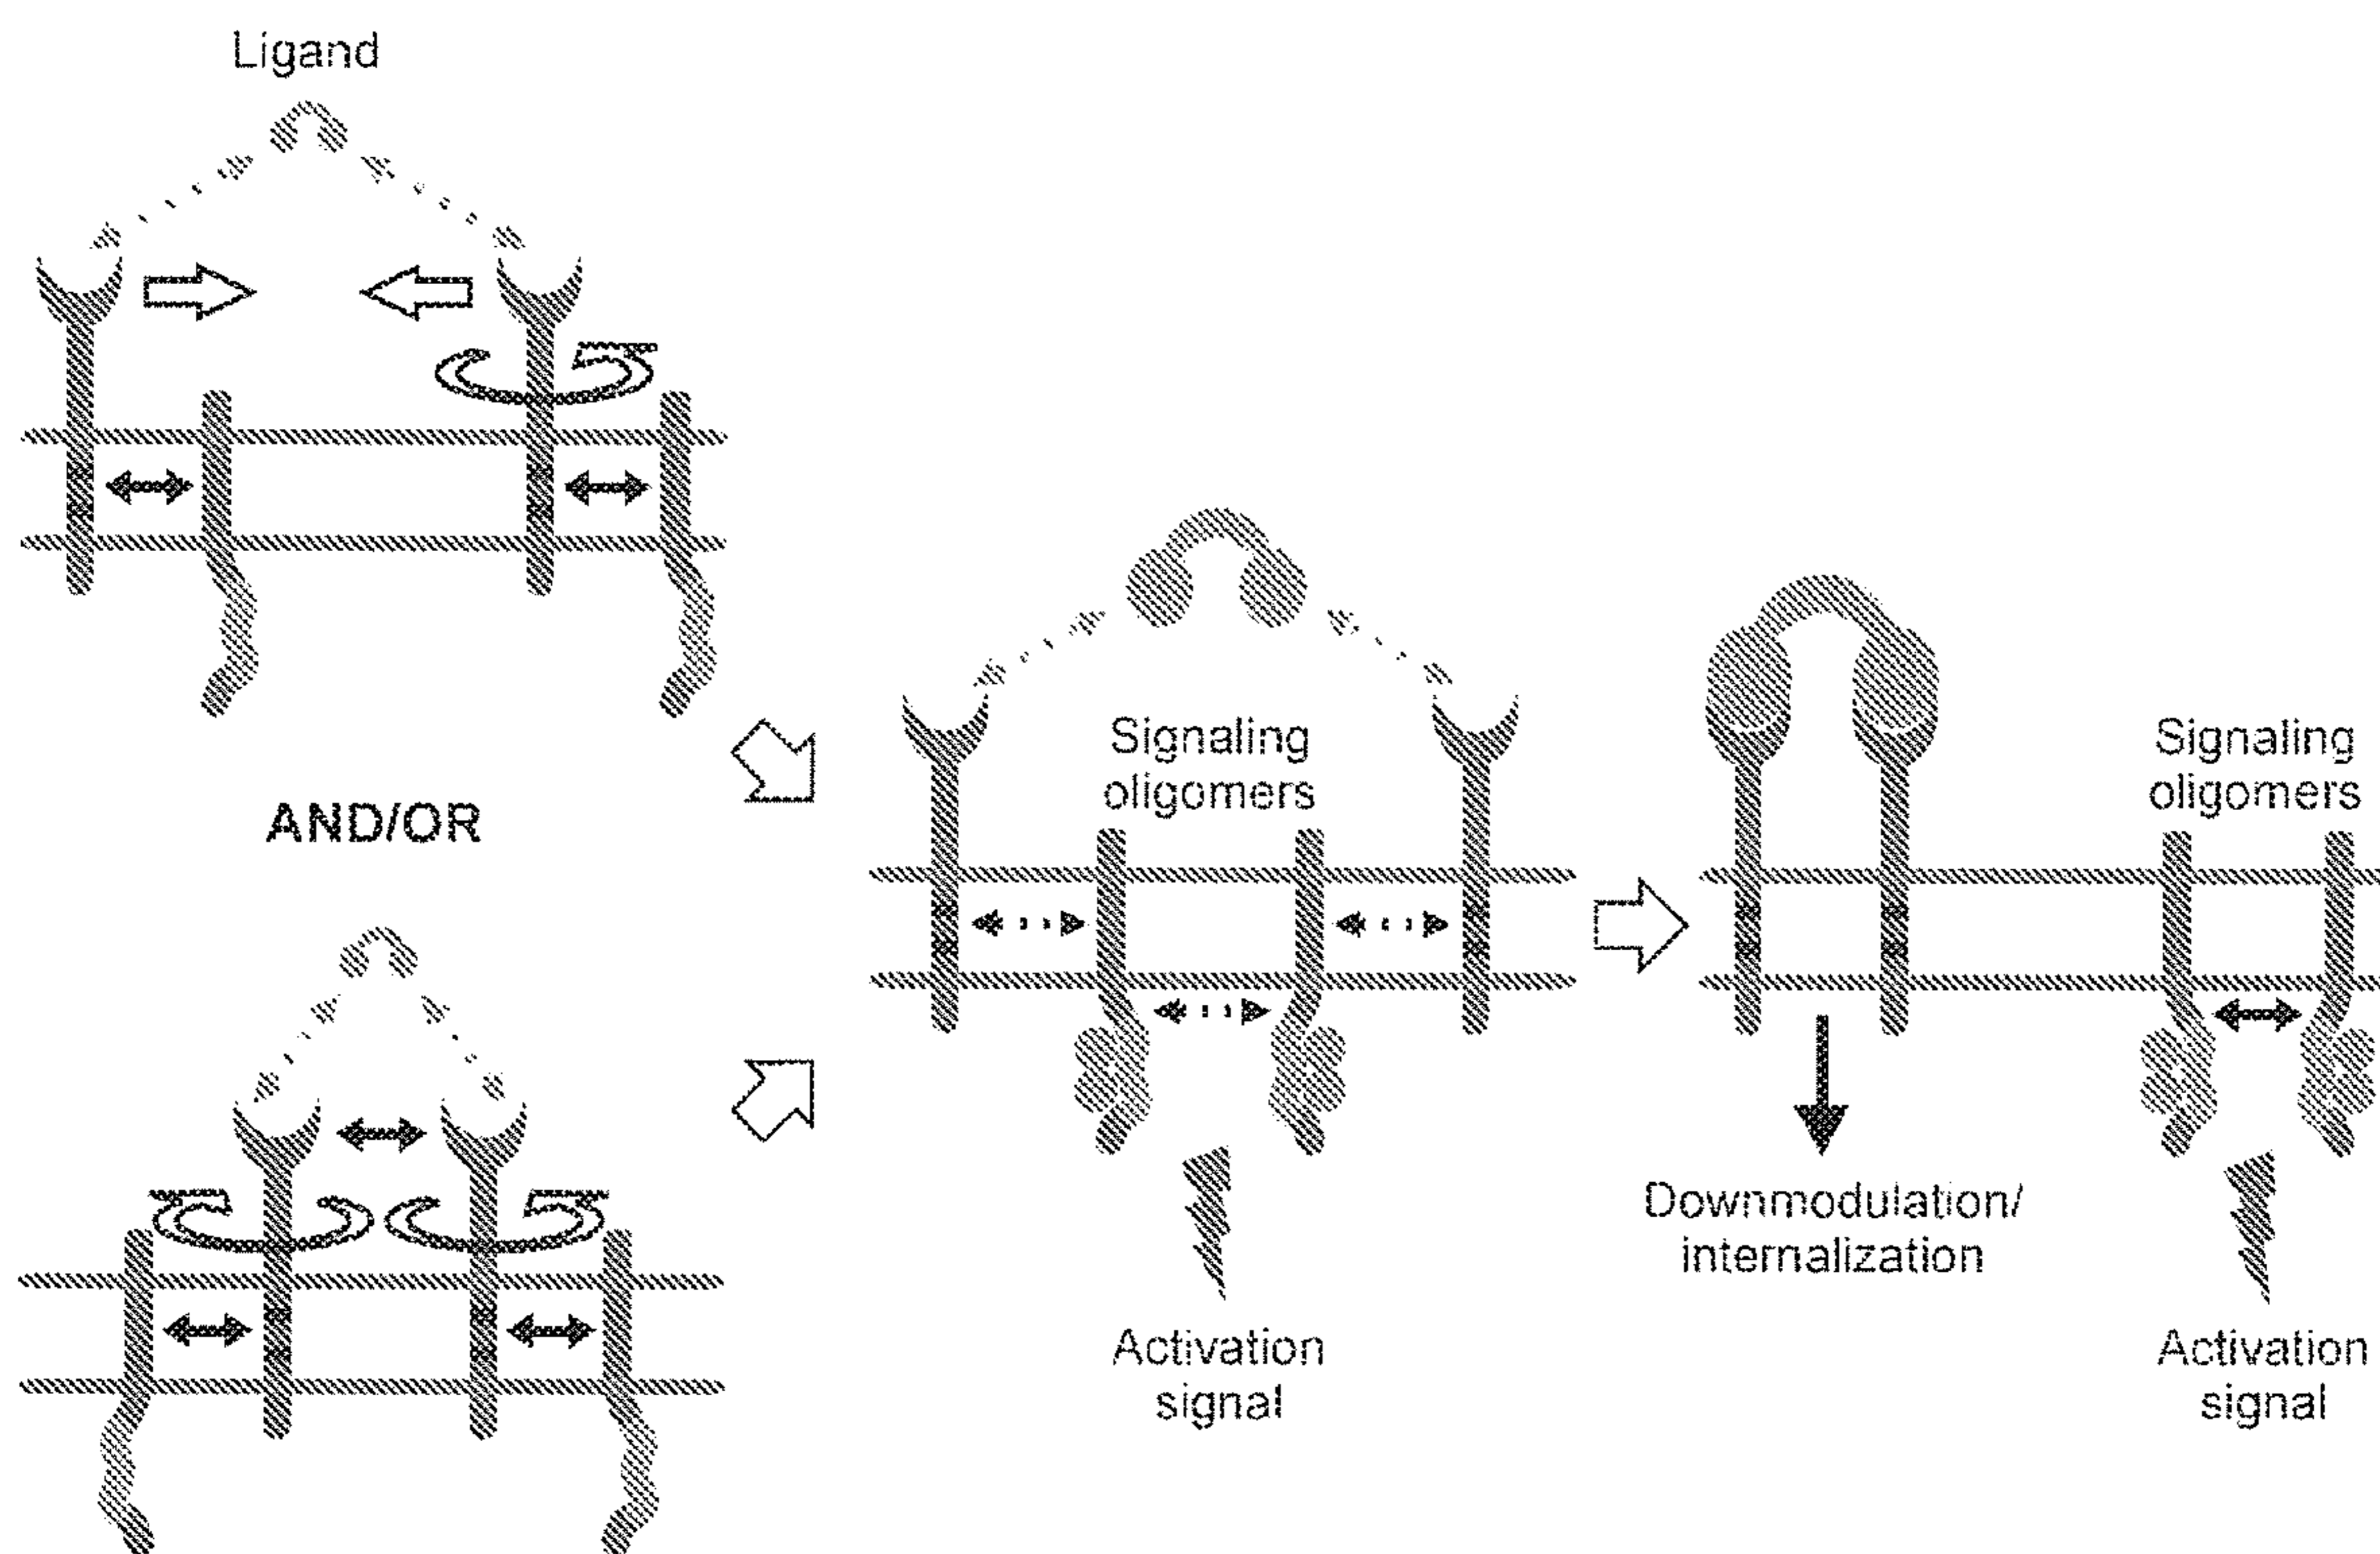 Ligand
AND/OR
Signaling
oligomers
Activation
signal
Downmodulation/
internalization
Signaling
oligomers
Activation
signal